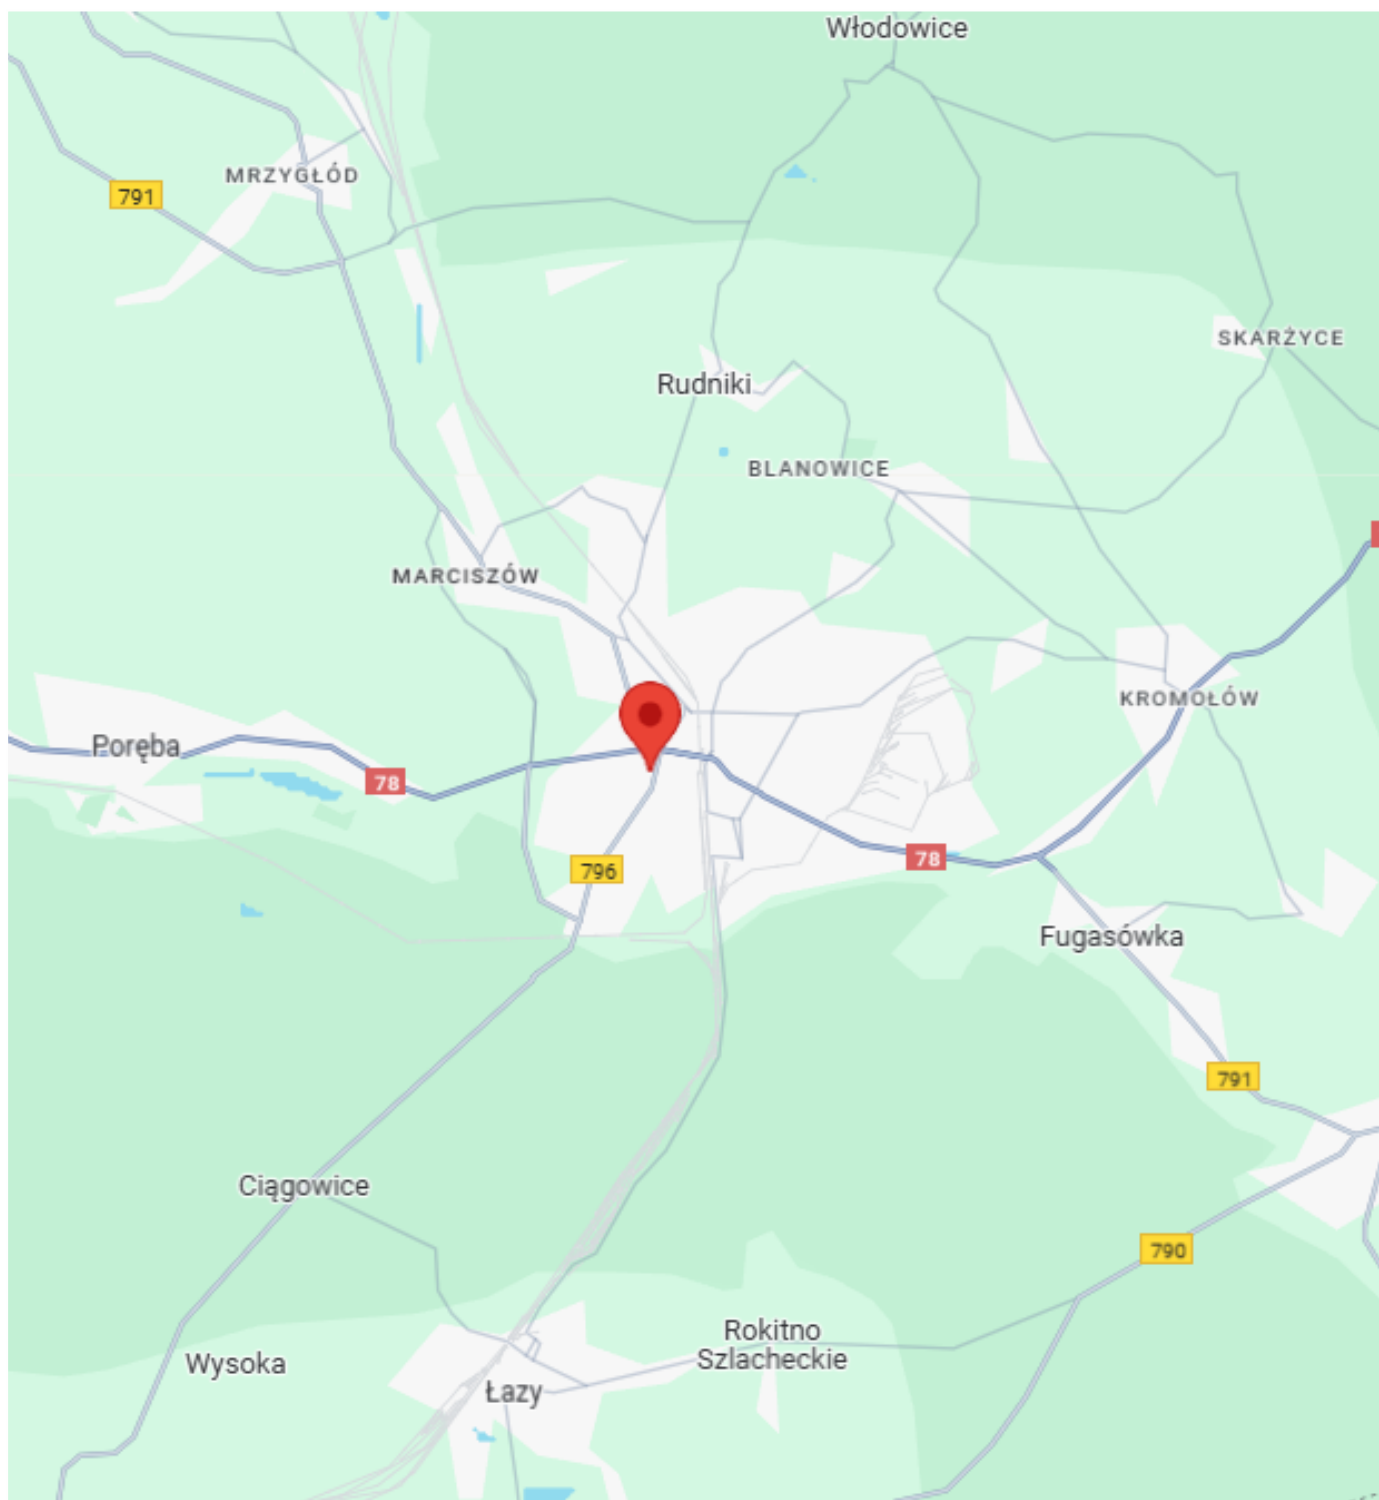 Włodowice
MRZYGŁÓD
791
SKARŻYCE
Rudniki
BLANOWICE
MARCISZÓW
KROMOŁÓW
Poręba
78
78
796
Fugasówka
791
Ciągowice
790
Rokitno
Szlacheckie
Wysoka
Łazy